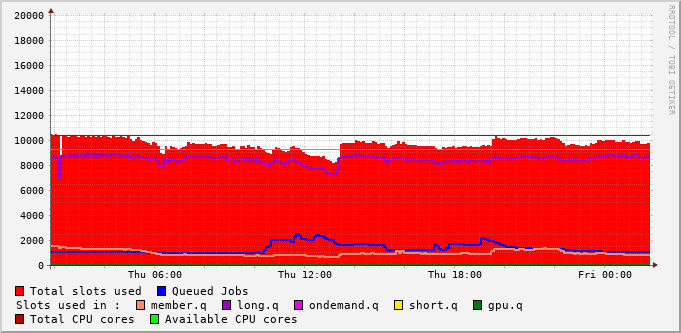 20000
18000
16000
14000
12000
10000
8000
6000
4000
2000
0
Thu 06:00 Thu 12:00 Thu 18:00 Fri 00:00
RRDTOOL / TOBI OETIKER
Total slots used Queued Jobs
Slots used in : member.q long.q ondemand.q short.q gpu.q
Total CPU cores Available CPU cores